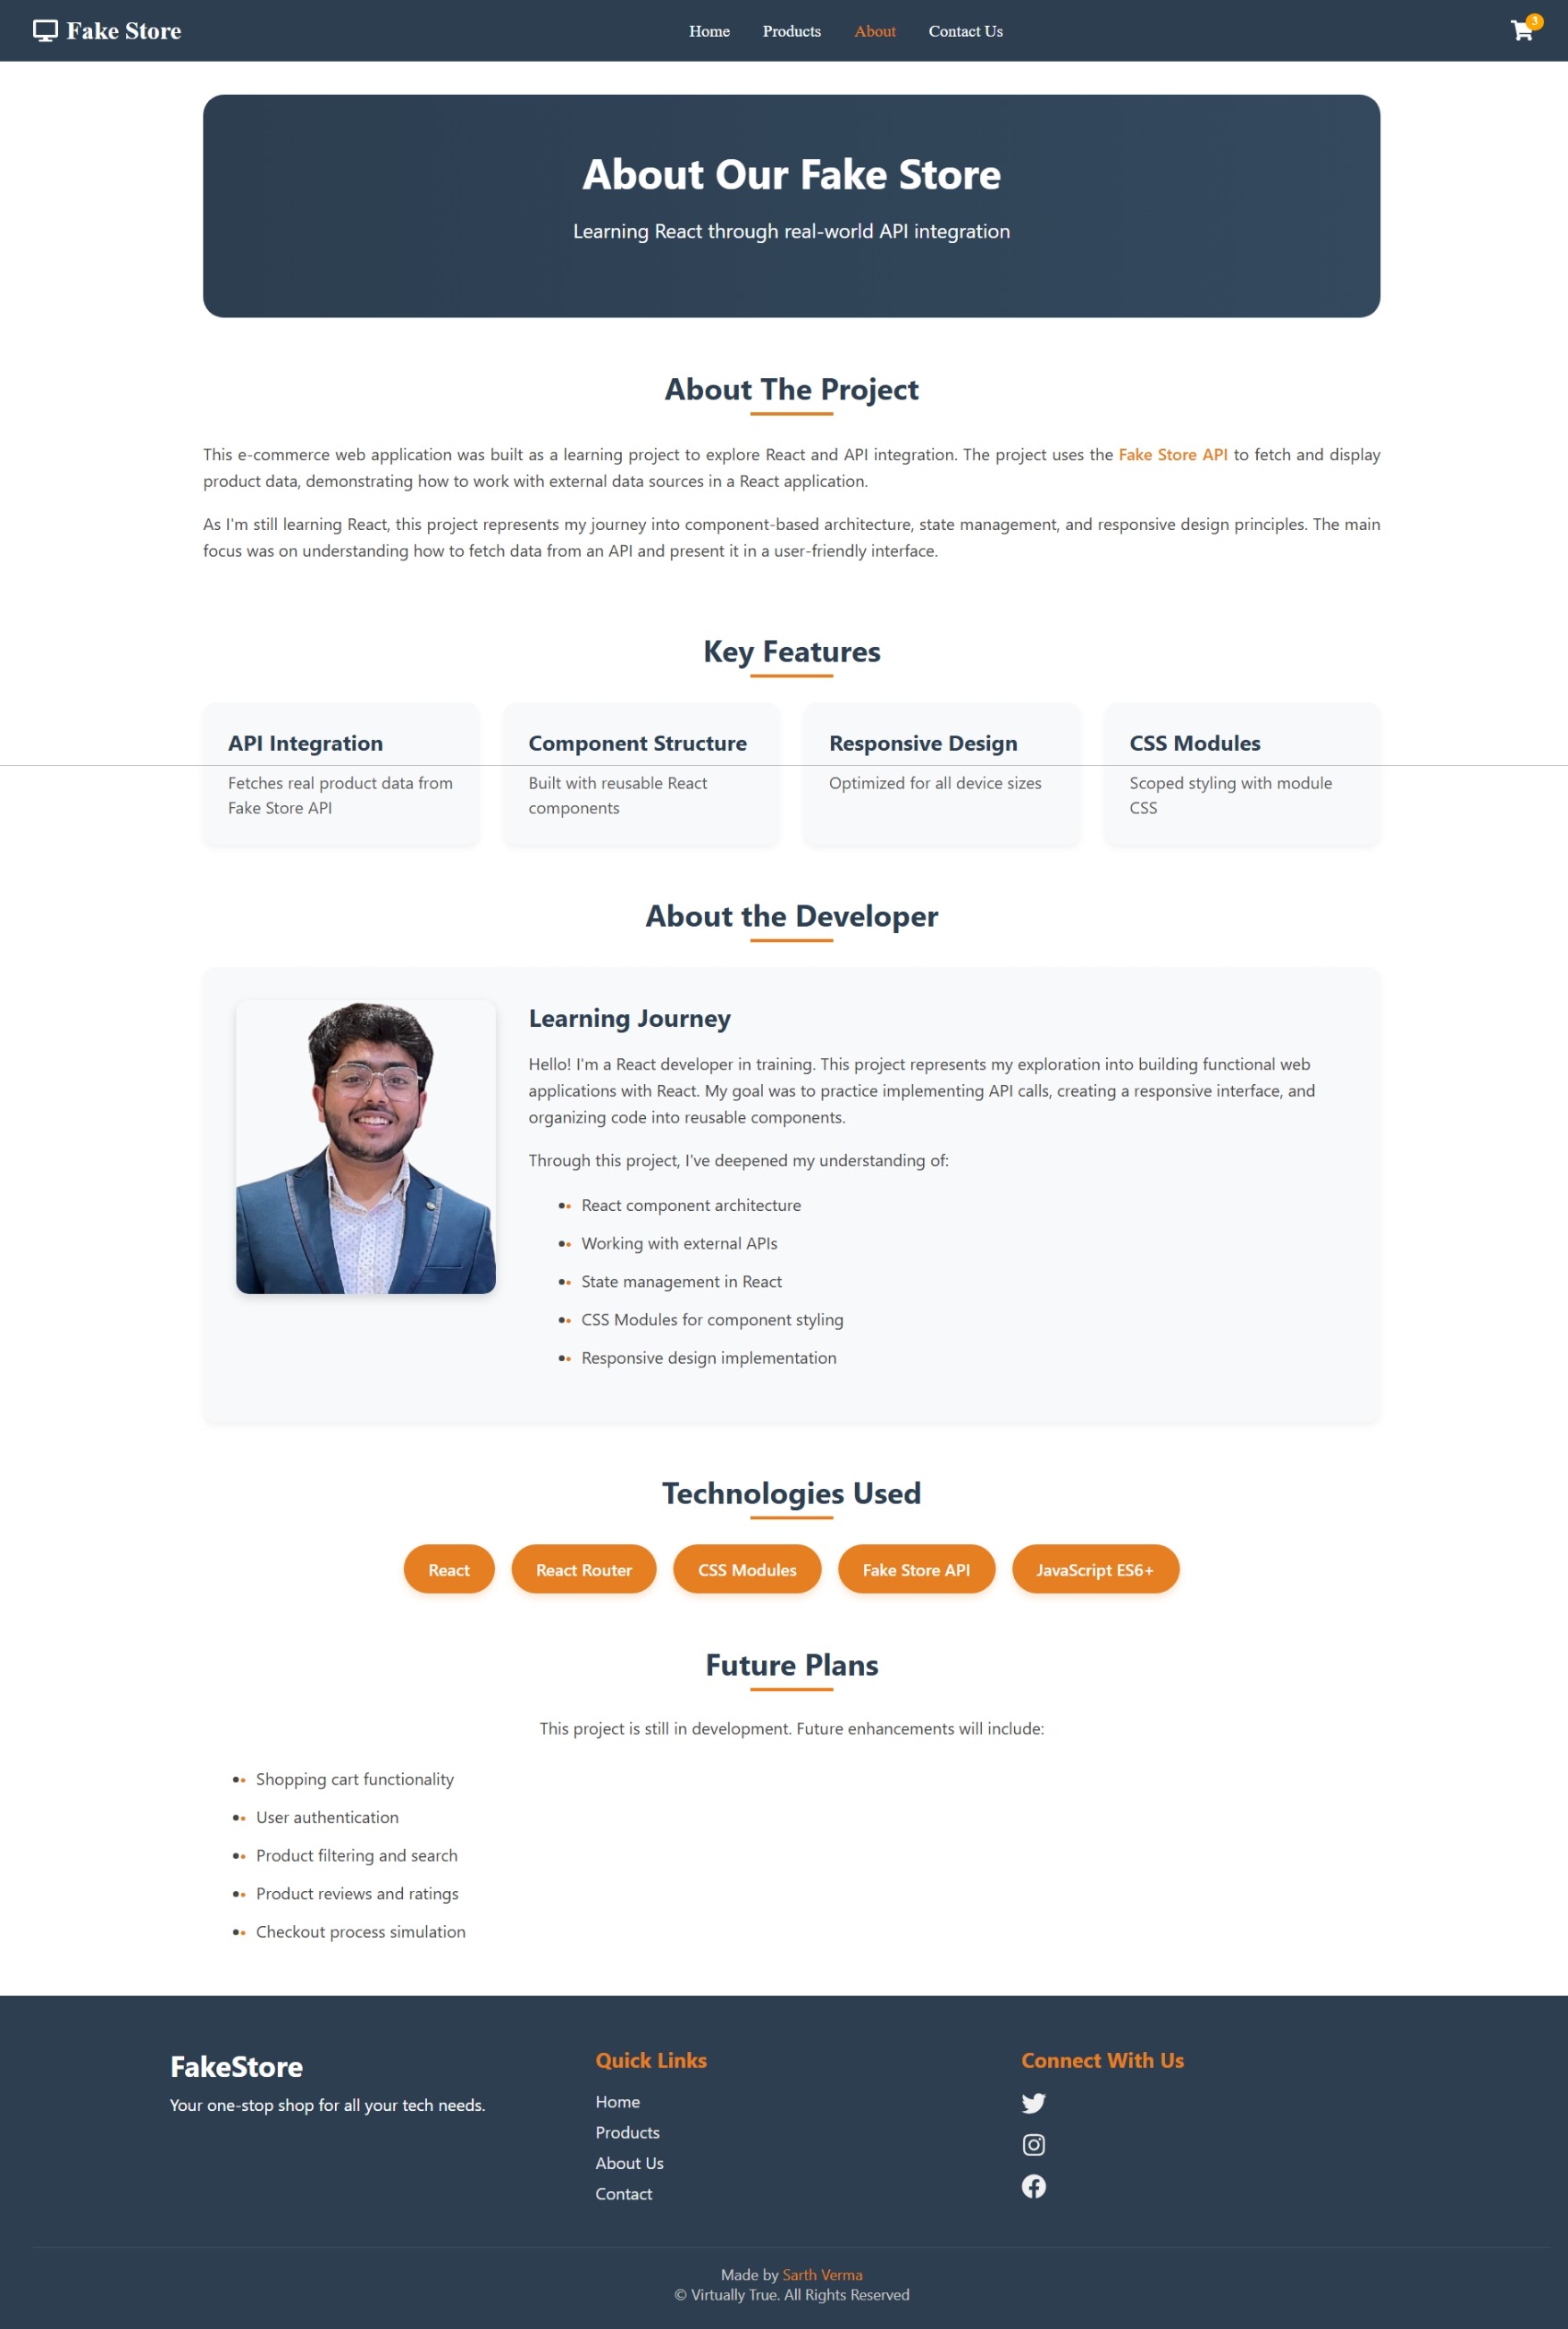 Fake Store
Home Products About Contact Us
3
About Our Fake Store
Learning React through real-world API integration
About The Project
This e-commerce web application was built as a learning project to explore React and API integration. The project uses the Fake Store API to fetch and display
product data, demonstrating how to work with external data sources in a React application.
As I'm still learning React, this project represents my journey into component-based architecture, state management, and responsive design principles. The main
focus was on understanding how to fetch data from an API and present it in a user-friendly interface.
Key Features
API Integration
Fetches real product data from
Fake Store API
Component Structure
Built with reusable React
components
Responsive Design
Optimized for all device sizes
CSS Modules
Scoped styling with module
CSS
About the Developer
Learning Journey
Hello! I'm a React developer in training. This project represents my exploration into building functional web
applications with React. My goal was to practice implementing API calls, creating a responsive interface, and
organizing code into reusable components.
Through this project, I've deepened my understanding of:
React component architecture
Working with external APIs
State management in React
CSS Modules for component styling
Responsive design implementation
Technologies Used
React
React Router
CSS Modules
Fake Store API
JavaScript ES6+
Future Plans
This project is still in development. Future enhancements will include:
Shopping cart functionality
User authentication
Product filtering and search
Product reviews and ratings
Checkout process simulation
FakeStore
Your one-stop shop for all your tech needs.
Quick Links
Home
Products
About Us
Contact
Connect With Us
Made by Sarth Verma
© Virtually True. All Rights Reserved